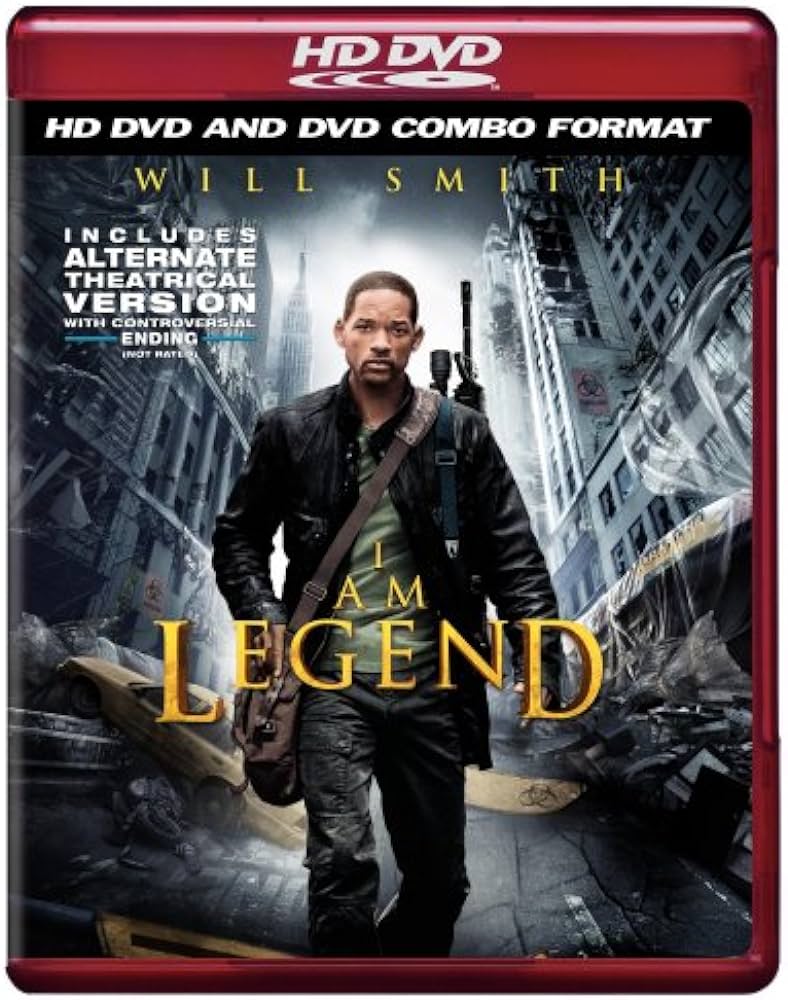 HD DVD
HD DVD AND DVD COMBO FORMAT
WILL SMITH
INCLUDES
ALTERNATE
THEATRICAL
VERSION
WITH CONTROVERSIAL
ENDING
(NOT RATED)
I
AM
LEGEND